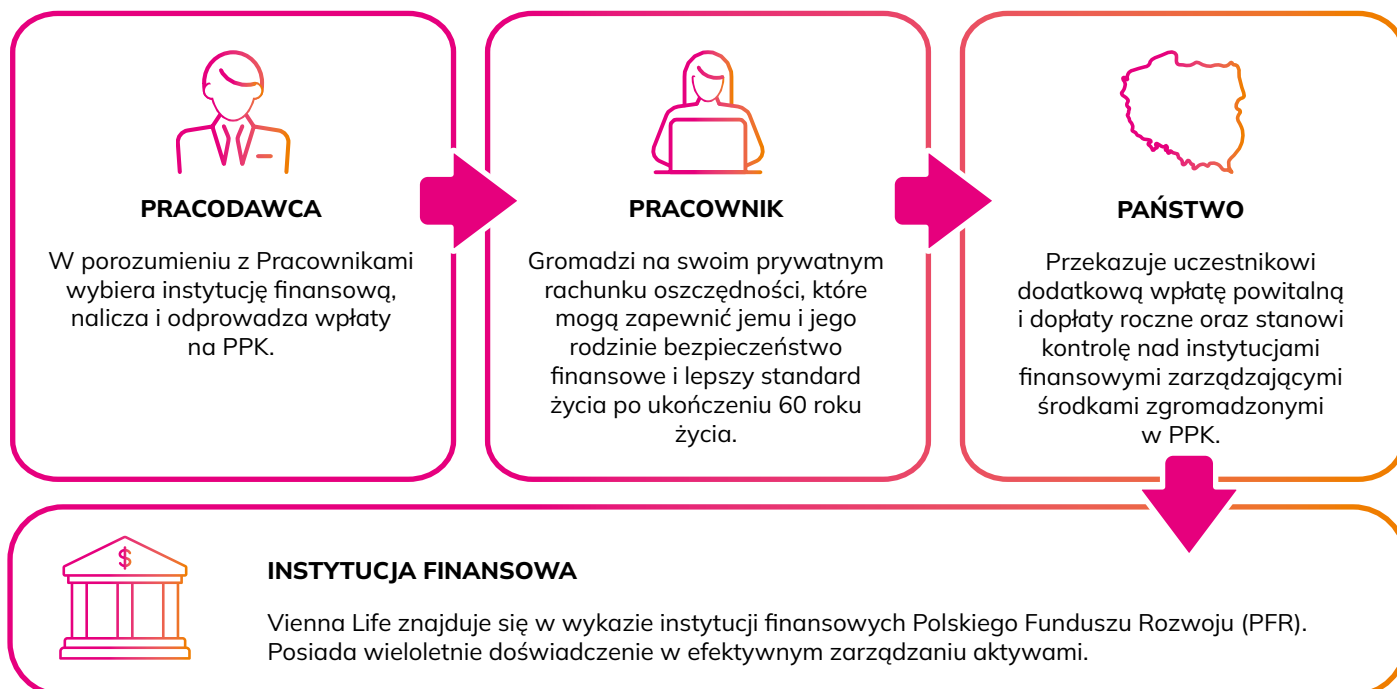 PRACODAWCA
W porozumieniu z Pracownikami
wybiera instytucję finansową,
nalicza i odprowadza wpłaty
na PPK.
PRACOWNIK
Gromadzi na swoim prywatnym
rachunku oszczędności, które
mogą zapewnić jemu i jego
rodzinie bezpieczeństwo
finansowe i lepszy standard
życia po ukończeniu 60 roku
życia.
PAŃSTWO
Przekazuje uczestnikowi
dodatkową wpłatę powitalną
i dopłaty roczne oraz stanowi
kontrolę nad instytucjami
finansowymi zarządzającymi
środkami zgromadzonymi
w PPK.
$
INSTYTUCJA FINANSOWA
Vienna Life znajduje się w wykazie instytucji finansowych Polskiego Funduszu Rozwoju (PFR).
Posiada wieloletnie doświadczenie w efektywnym zarządzaniu aktywami.